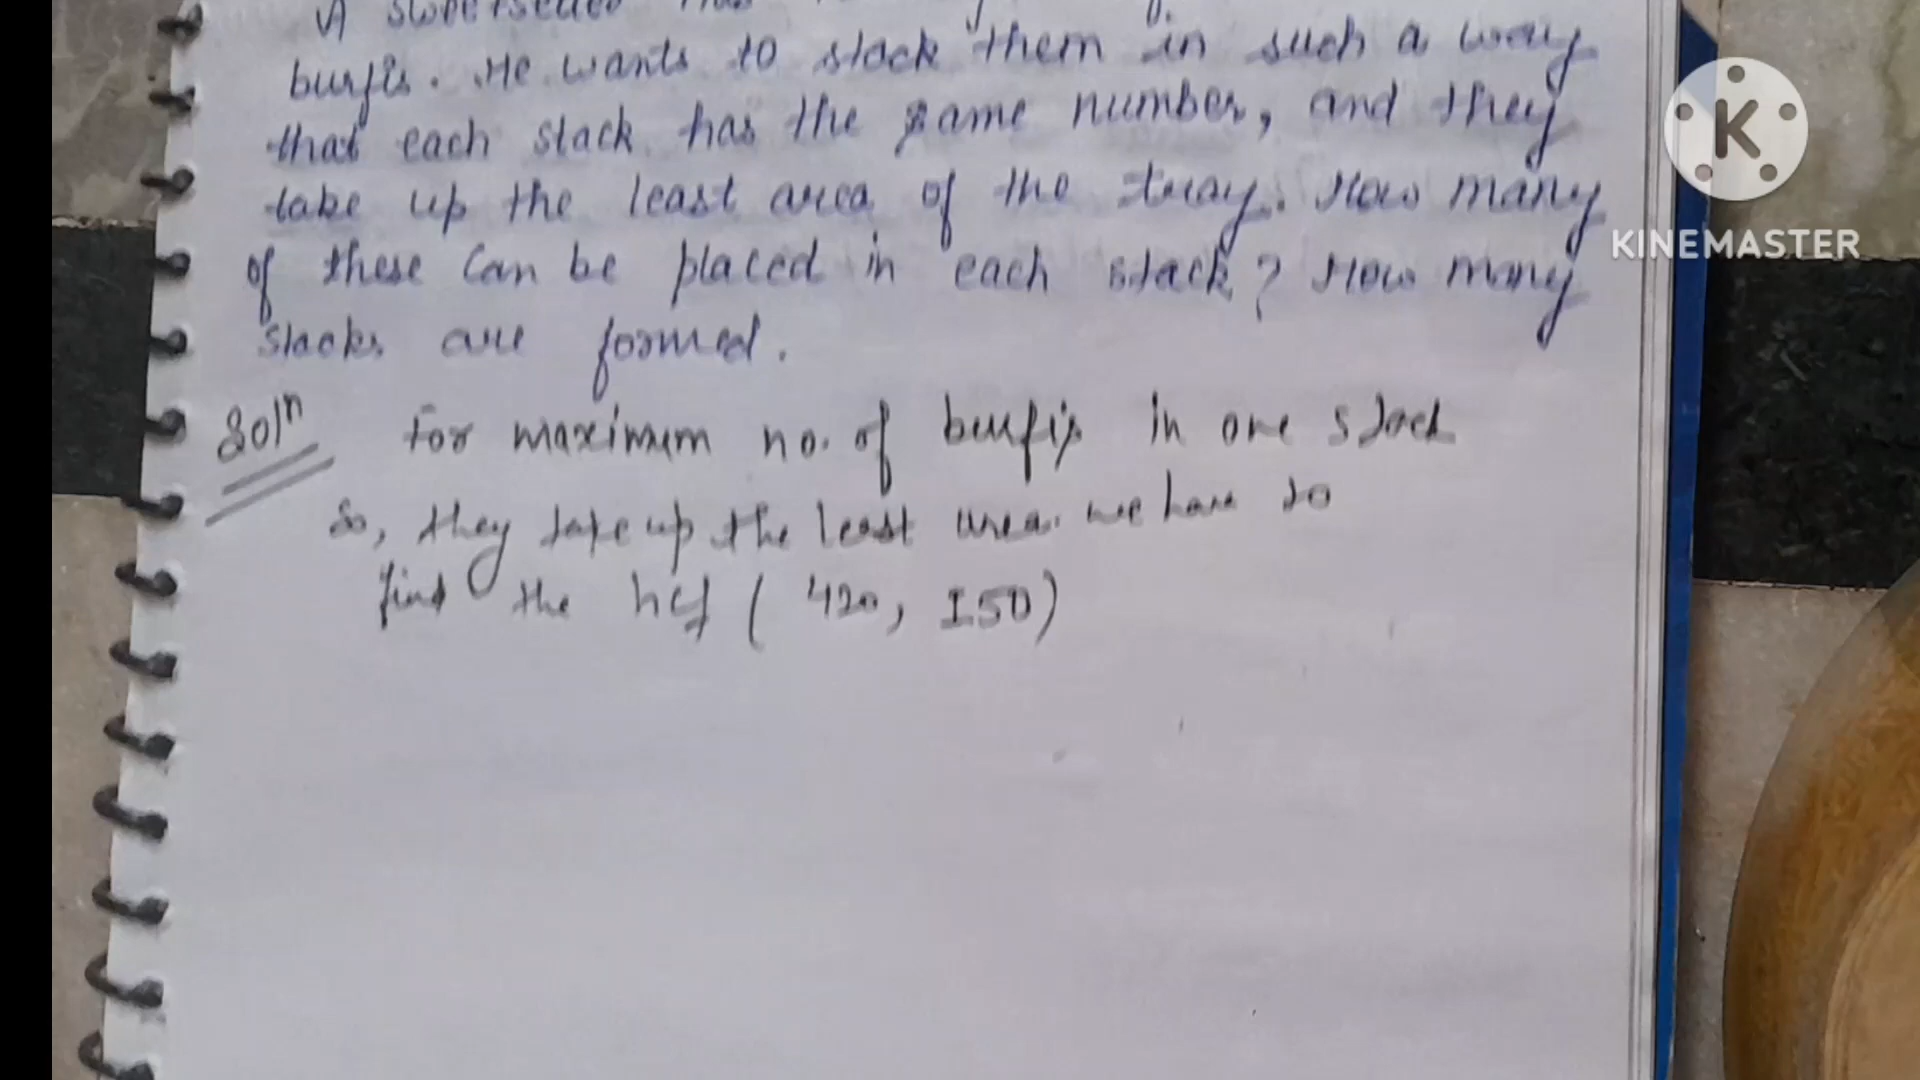 A
burfis. He wants to stack them in such a way
that each stack has the same number, and they
take up the least area of the tray. How many
of these can be placed in each stack? How many
stacks are formed.
Solⁿ For maximum no. of burfis in one stack
So, they take up the least area. we have to
find the hcf ( 420, 150)
K
KINEMASTER